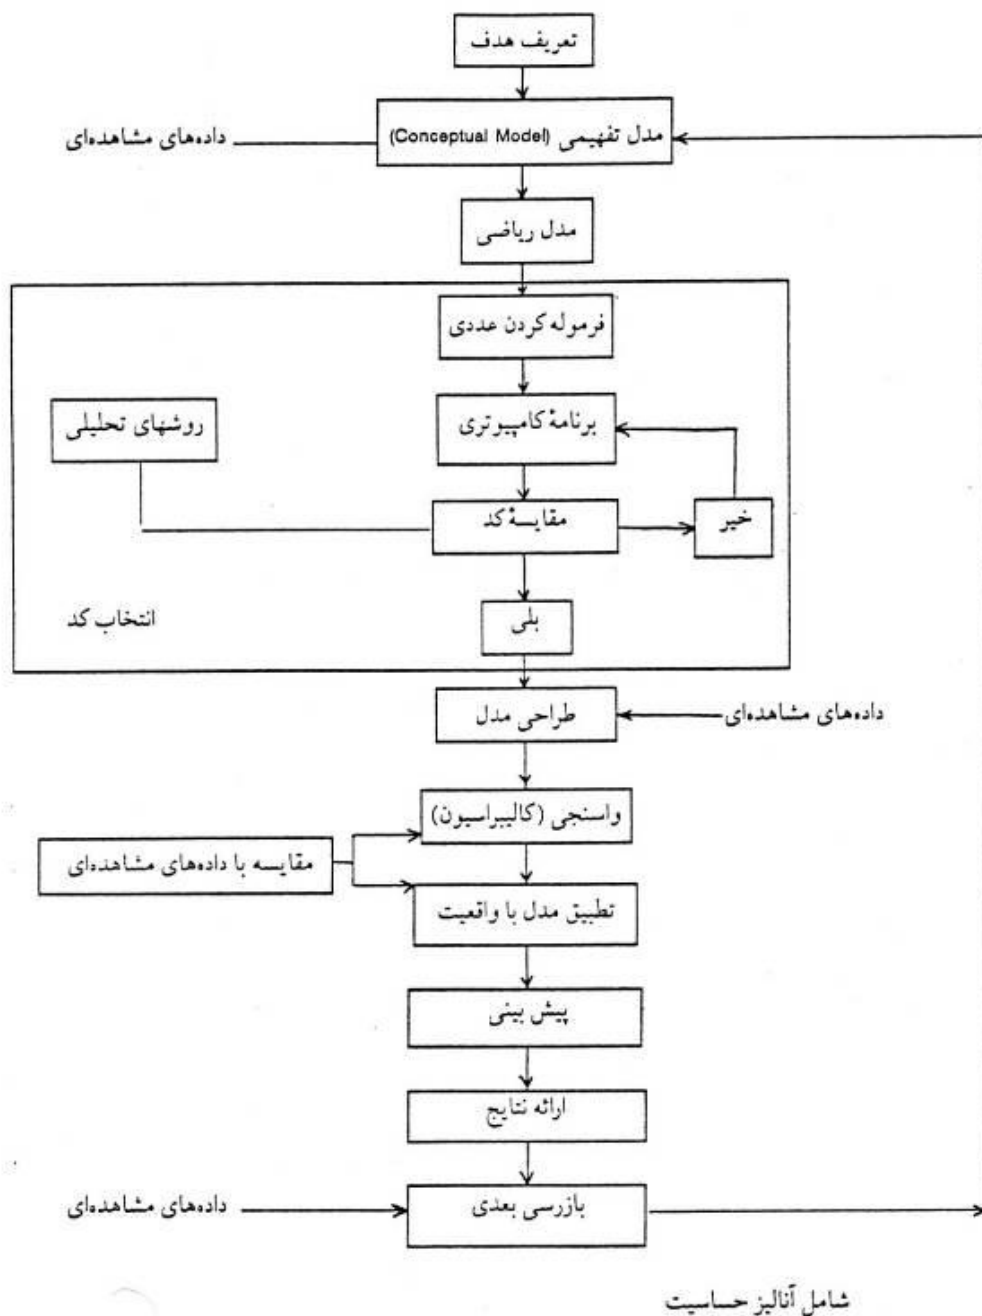 تعریف هدف
داده‌های مشاهده‌ای
مدل تفهیمی (Conceptual Model)
مدل ریاضی
فرموله کردن عددی
روشهای تحلیلی
برنامهٔ کامپیوتری
مقایسهٔ کد
خیر
بلی
انتخاب کد
طراحی مدل
داده‌های مشاهده‌ای
واسنجی (کالیبراسیون)
مقایسه با داده‌های مشاهده‌ای
تطبیق مدل با واقعیت
پیش بینی
ارائه نتایج
داده‌های مشاهده‌ای
بازرسی بعدی
شامل آنالیز حساسیت